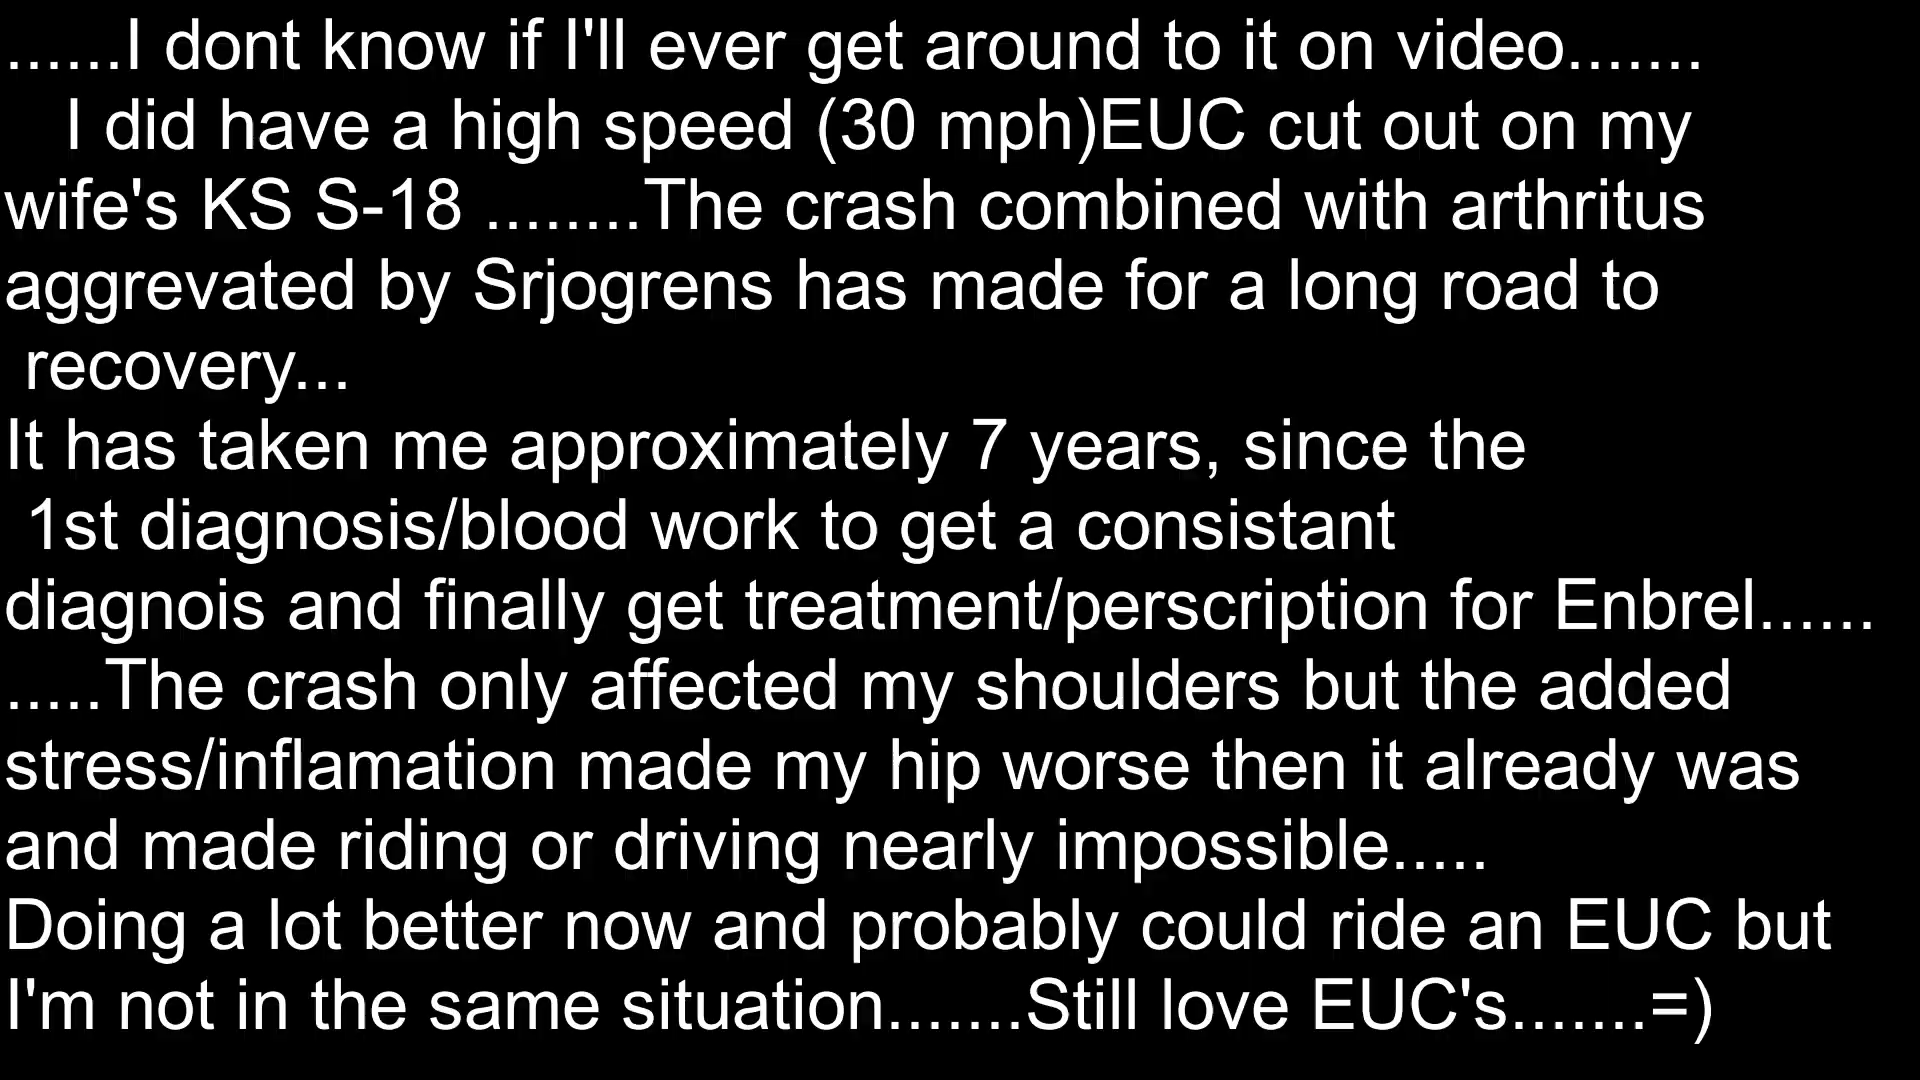 ......I dont know if I'll ever get around to it on video.......
I did have a high speed (30 mph)EUC cut out on my
wife's KS S-18 ........The crash combined with arthritus
aggrevated by Srjogrens has made for a long road to
recovery...
It has taken me approximately 7 years, since the
1st diagnosis/blood work to get a consistant
diagnois and finally get treatment/perscription for Enbrel......
.....The crash only affected my shoulders but the added
stress/inflamation made my hip worse then it already was
and made riding or driving nearly impossible.....
Doing a lot better now and probably could ride an EUC but
I'm not in the same situation.......Still love EUC's.......=)